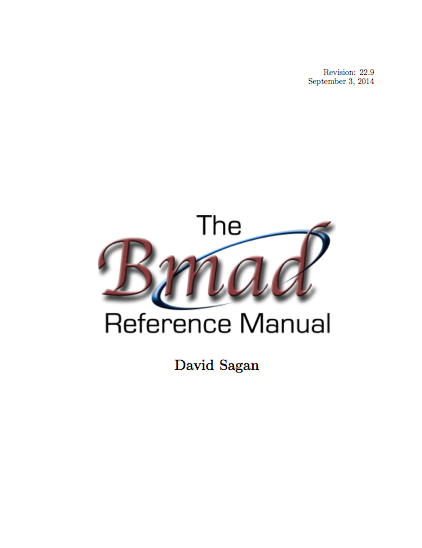 Revision: 22.9
September 3, 2014
The
Bmad
Reference Manual
David Sagan